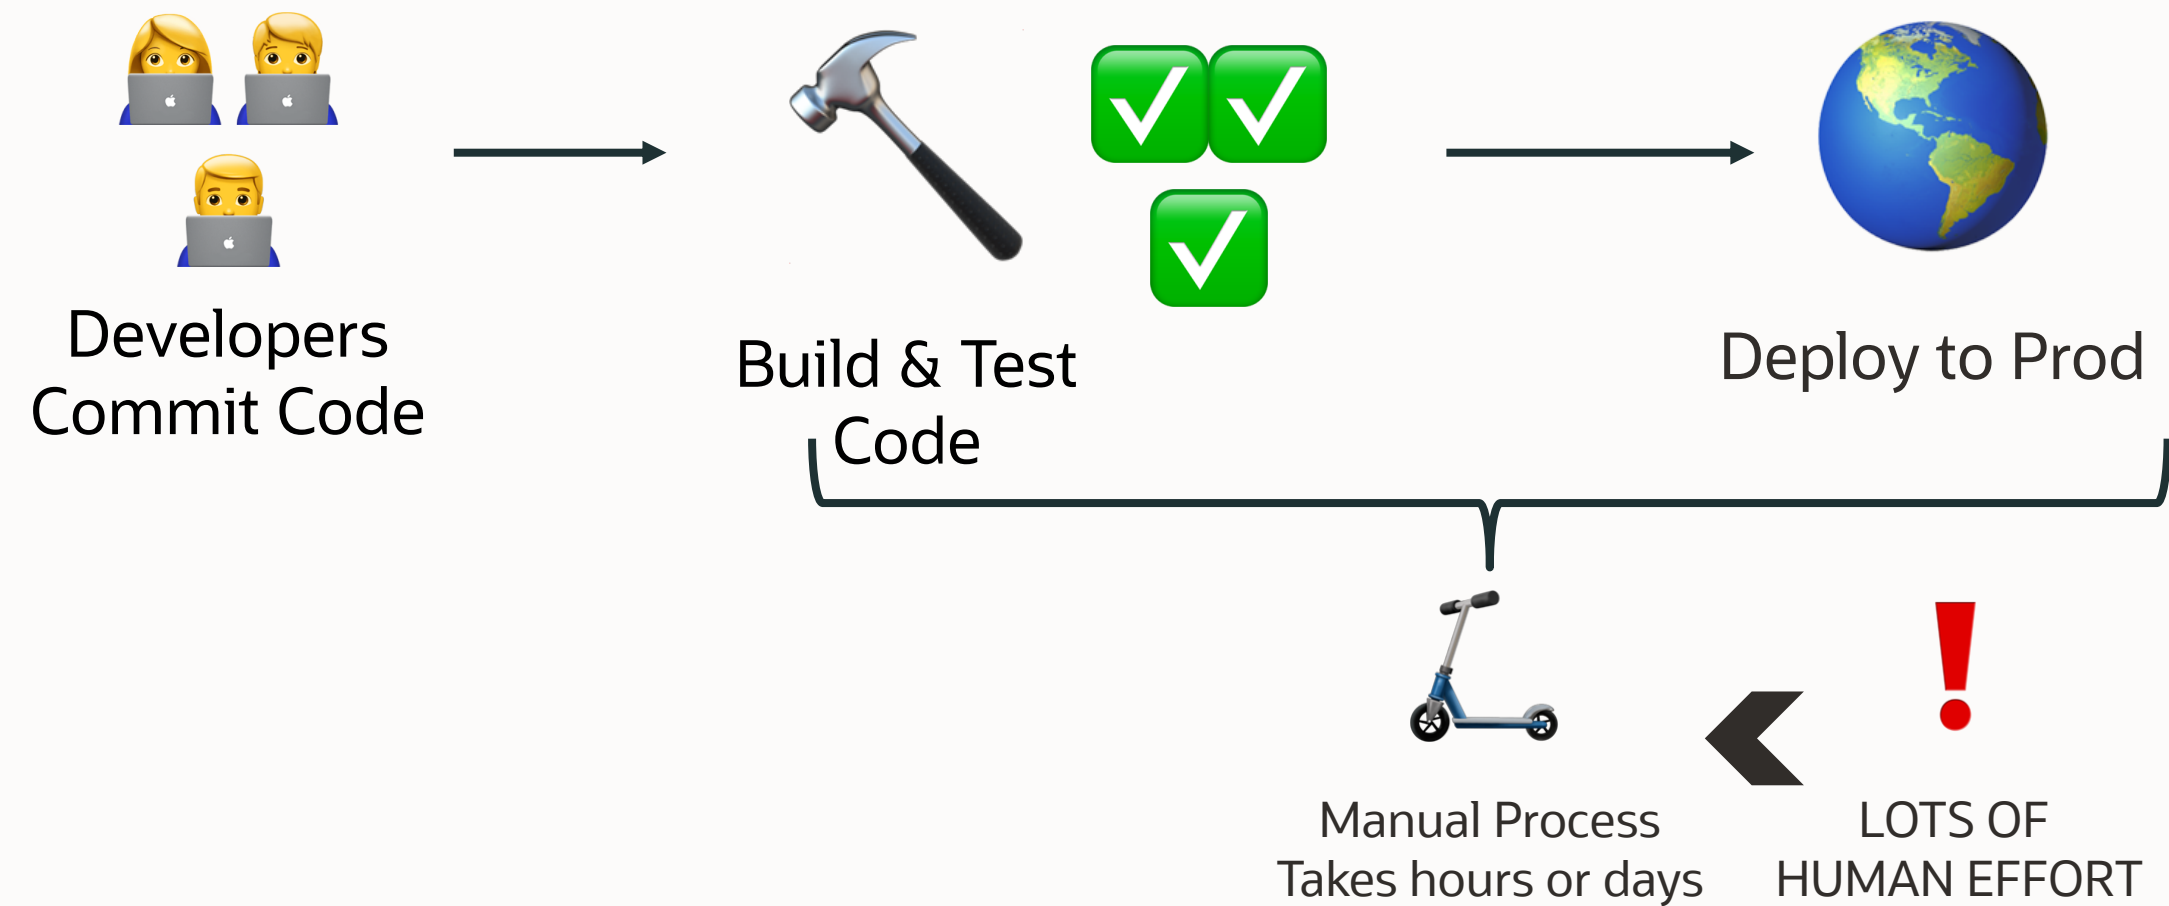 Developers
Commit Code
Build & Test
Code
Deploy to Prod
Manual Process
Takes hours or days
LOTS OF
HUMAN EFFORT